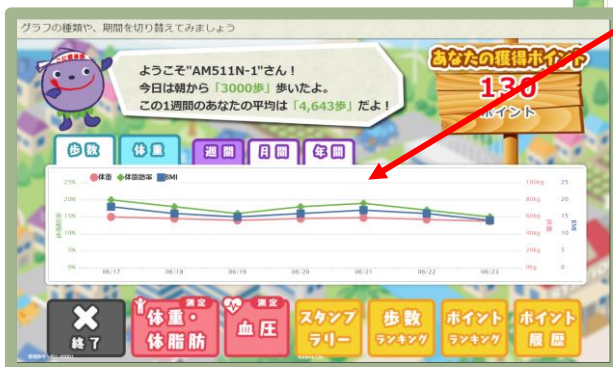 グラフの種類や、期間を切り替えてみましょう
ようこそ"AM511N-1"さん！
今日は朝から「3000歩」歩いたよ。
この1週間のあなたの平均は「4,643歩」だよ！
あなたの獲得ポイント
130
ポイント
歩数 体重 週間 月間 年間
体重 体脂肪率 BMI
25% 100kg 25
20% 80kg 20
15% 60kg 15
10% 40kg 10
5% 20kg 5
0% 0kg 0
体脂肪率 体重 BMI
06/17 06/18 06/19 06/20 06/21 06/22 06/23
終了
測定
体重・体脂肪
測定
血圧
スタンプラリー
歩数ランキング
ポイントランキング
ポイント履歴